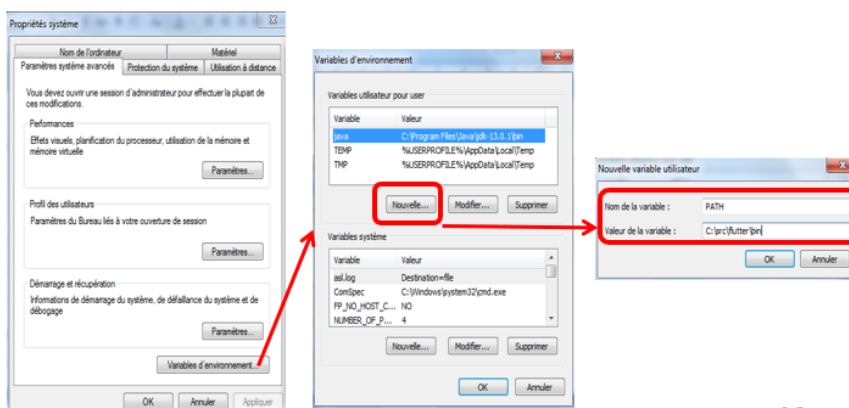 Propriétés système
Nom de l'ordinateur
Matériel
Paramètres système avancés
Protection du système
Utilisation à distance
Vous devez ouvrir une session d'administrateur pour effectuer la plupart de
ces modifications.
Performances
Effets visuels, planification du processeur, utilisation de la mémoire et
mémoire virtuelle
Paramètres...
Profil des utilisateurs
Paramètres du Bureau liés à votre ouverture de session
Paramètres...
Démarrage et récupération
Informations de démarrage du système, de défaillance du système et de
débogage
Paramètres...
Variables d'environnement...
OK
Annuler
Appliquer
Variables d'environnement
Variables utilisateur pour user
Variable
Valeur
java
C:\Program Files\Java\jdk-13.0.1\bin
TEMP
%USERPROFILE%\AppData\Local\Temp
TMP
%USERPROFILE%\AppData\Local\Temp
Nouvelle...
Modifier...
Supprimer
Variables système
Variable
Valeur
asl.log
Destination=file
ComSpec
C:\Windows\system32\cmd.exe
FP_NO_HOST_C...
NO
NUMBER_OF_P...
4
Nouvelle...
Modifier...
Supprimer
OK
Annuler
Nouvelle variable utilisateur
Nom de la variable :
PATH
Valeur de la variable :
C:\src\flutter\bin
OK
Annuler